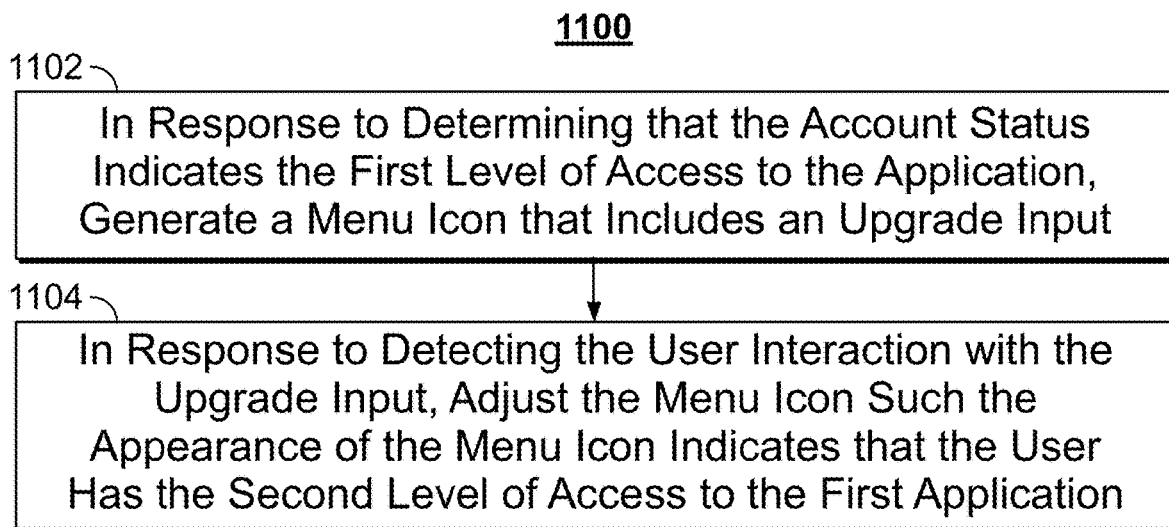 1100
1102
In Response to Determining that the Account Status
Indicates the First Level of Access to the Application,
Generate a Menu Icon that Includes an Upgrade Input
1104
In Response to Detecting the User Interaction with the
Upgrade Input, Adjust the Menu Icon Such the
Appearance of the Menu Icon Indicates that the User
Has the Second Level of Access to the First Application